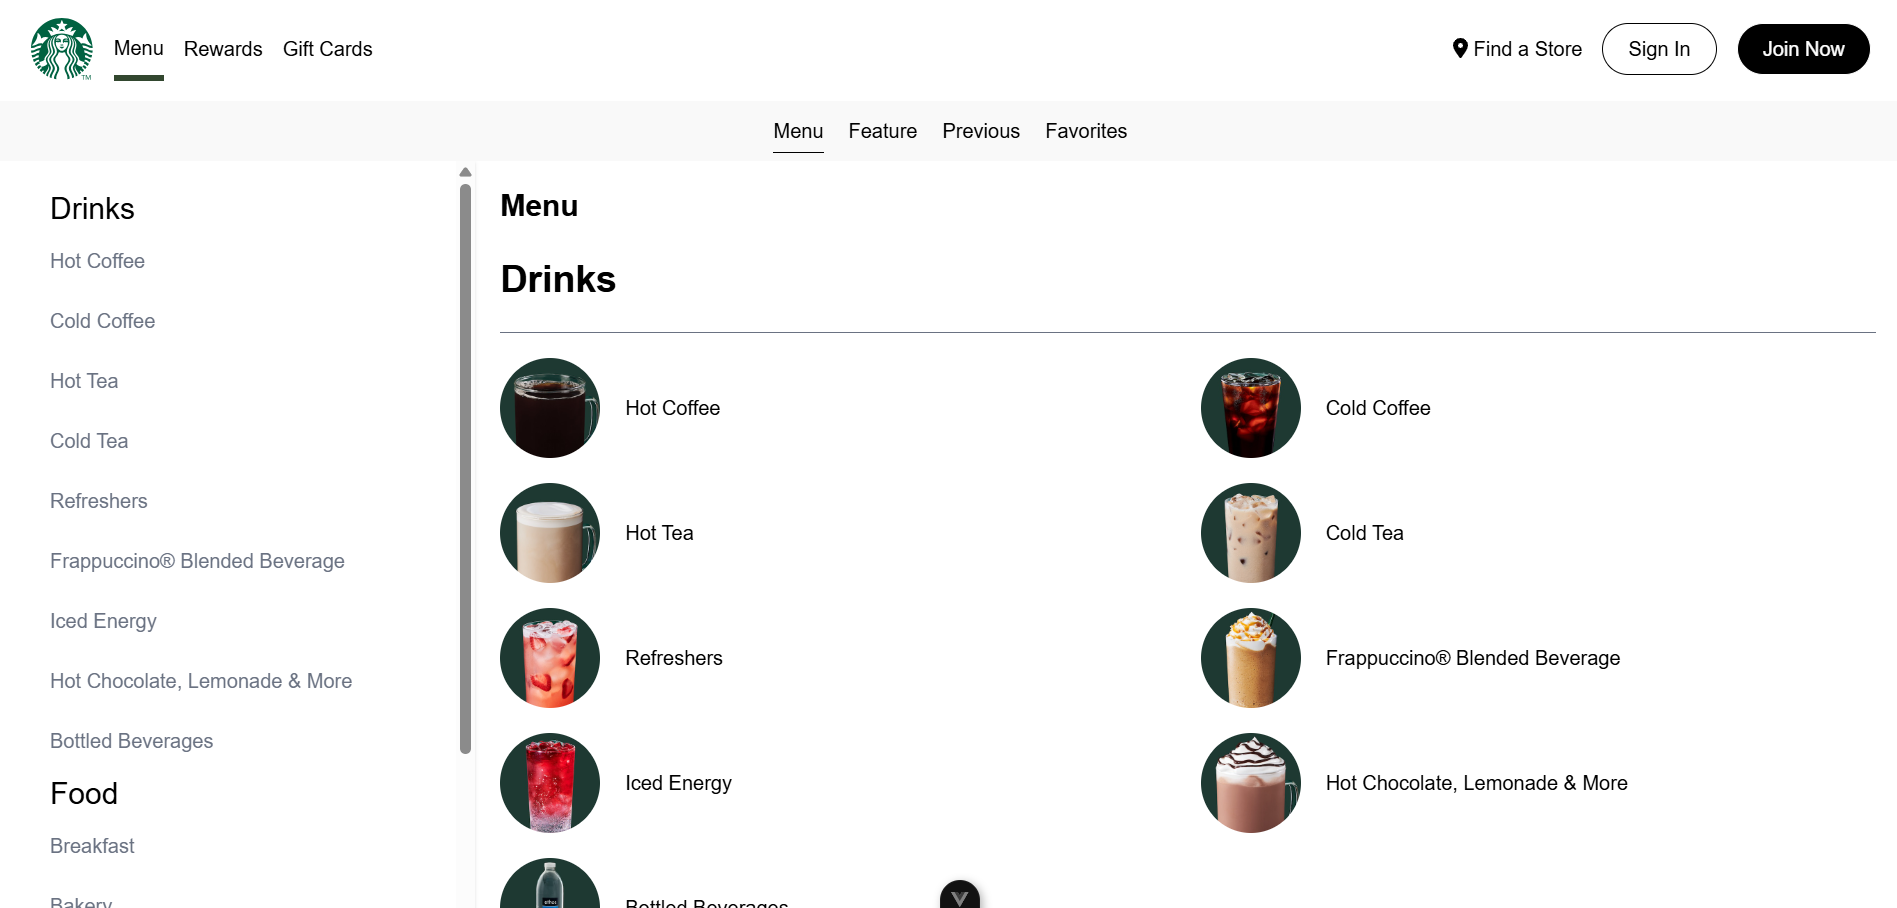 Menu Rewards Gift Cards Find a Store Sign In Join Now
TM
Menu Feature Previous Favorites
Drinks
Hot Coffee
Cold Coffee
Hot Tea
Cold Tea
Refreshers
Frappuccino® Blended Beverage
Iced Energy
Hot Chocolate, Lemonade & More
Bottled Beverages
Food
Breakfast
Bakery
Menu
Drinks
Hot Coffee Cold Coffee
Hot Tea Cold Tea
Refreshers Frappuccino® Blended Beverage
Iced Energy Hot Chocolate, Lemonade & More
ethos
Bottled Beverages